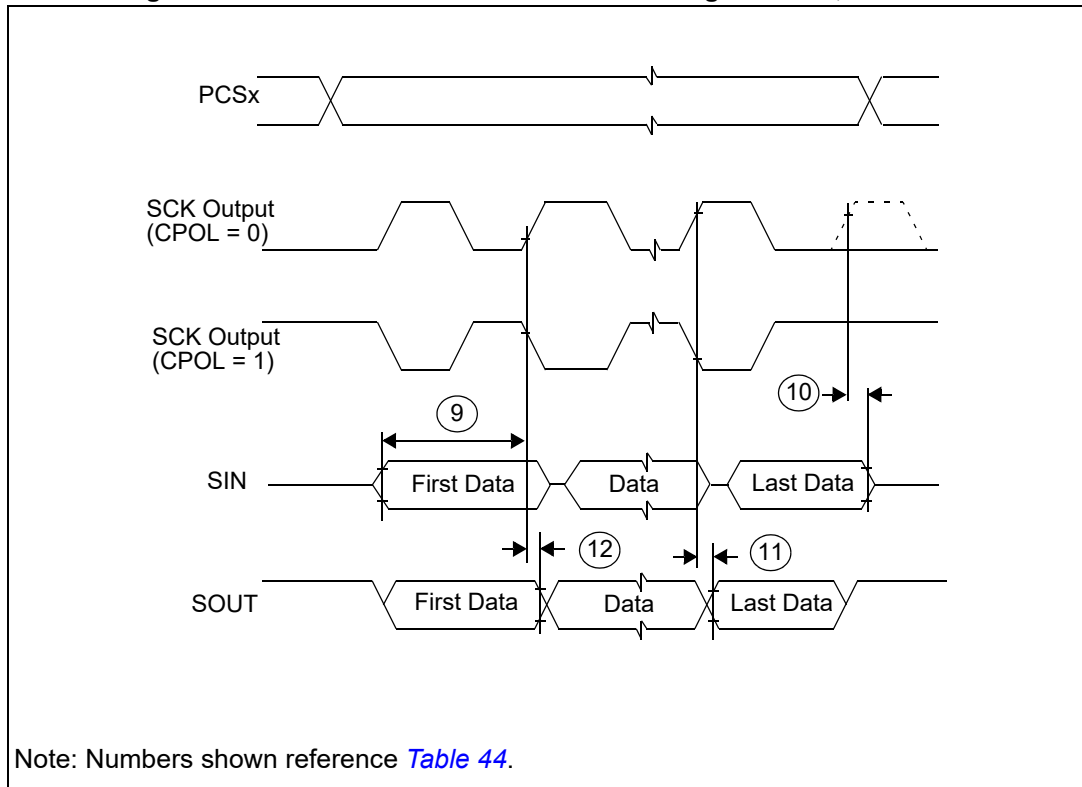 PCSx
SCK Output
(CPOL = 0)
SCK Output
(CPOL = 1)
10
9
SIN
First Data
Data
Last Data
12
11
SOUT
First Data
Data
Last Data
Note: Numbers shown reference Table 44.